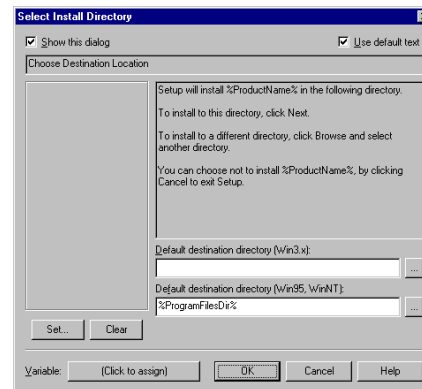 Select Install Directory
Show this dialog
Use default text
Choose Destination Location
Setup will install %ProductName% in the following directory.
To install to this directory, click Next.
To install to a different directory, click Browse and select
another directory.
You can choose not to install %ProductName%, by clicking
Cancel to exit Setup.
Default destination directory (Win3.x):
...
Default destination directory (Win95, WinNT):
%ProgramFilesDir%
...
Set...
Clear
Variable:
(Click to assign)
OK
Cancel
Help